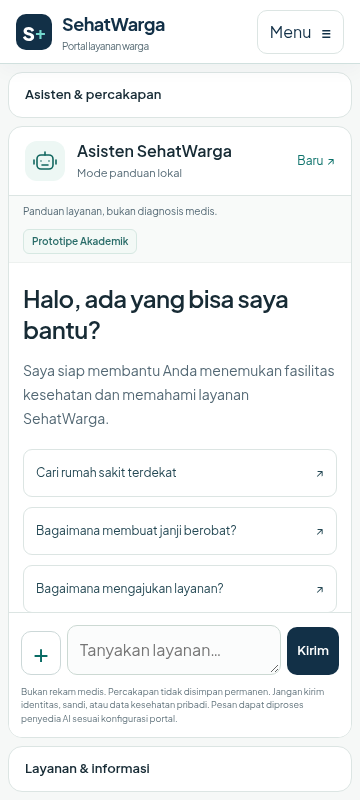 S+
SehatWarga
Portal layanan warga
Menu ≡
Asisten & percakapan
Asisten SehatWarga
Mode panduan lokal
Baru ↗
Panduan layanan, bukan diagnosis medis.
Prototipe Akademik
Halo, ada yang bisa saya
bantu?
Saya siap membantu Anda menemukan fasilitas
kesehatan dan memahami layanan
SehatWarga.
Cari rumah sakit terdekat ↗
Bagaimana membuat janji berobat? ↗
Bagaimana mengajukan layanan? ↗
+
Tanyakan layanan...
Kirim
Bukan rekam medis. Percakapan tidak disimpan permanen. Jangan kirim
identitas, sandi, atau data kesehatan pribadi. Pesan dapat diproses
penyedia AI sesuai konfigurasi portal.
Layanan & informasi